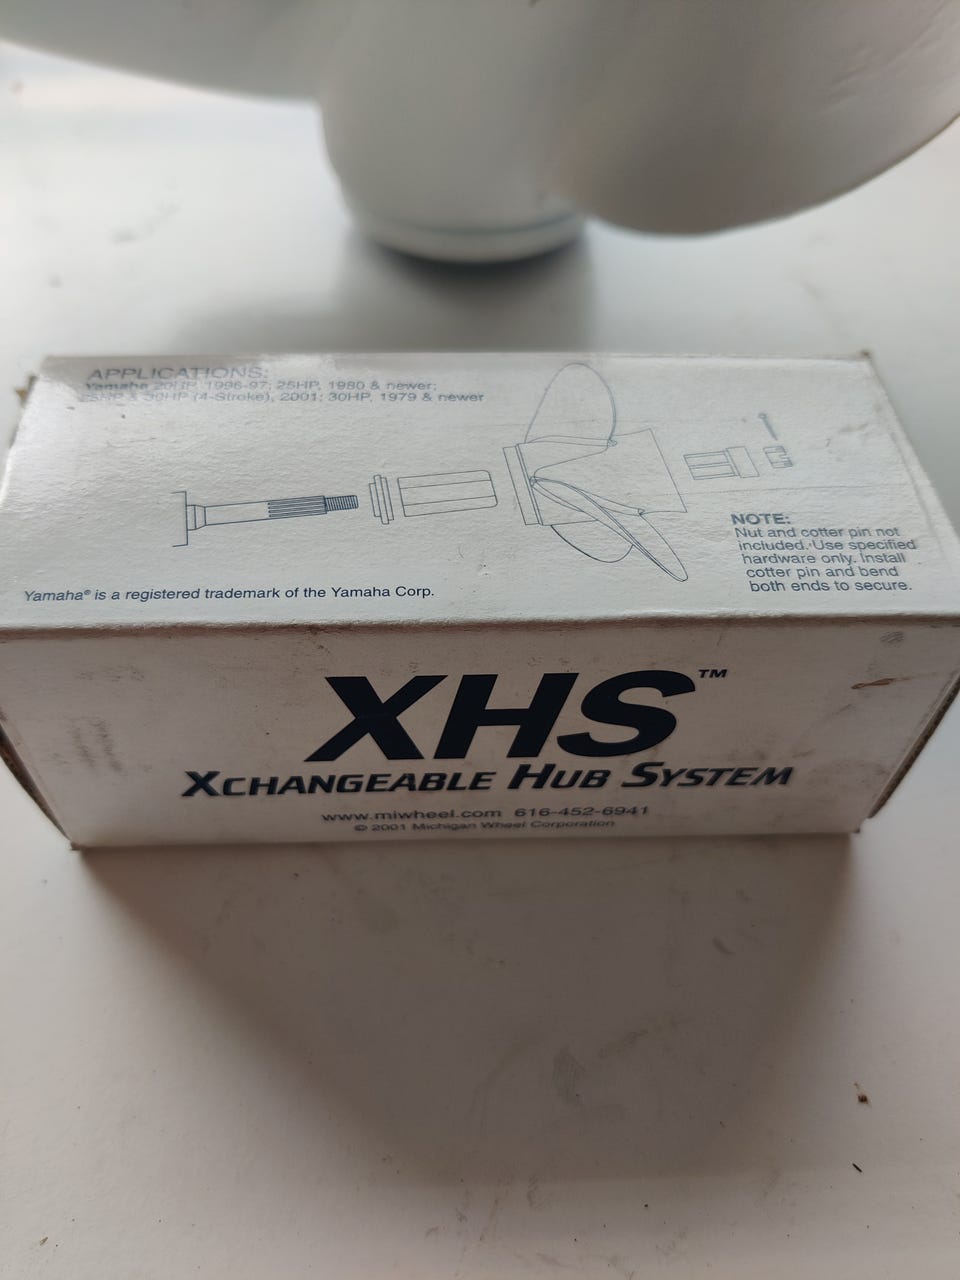 APPLICATIONS:
Yamaha 20HP, 1996-97; 25HP, 1980 & newer;
25HP & 30HP (4-Stroke), 2001; 30HP, 1979 & newer
NOTE:
Nut and cotter pin not
included. Use specified
hardware only. Install
cotter pin and bend
both ends to secure.
Yamaha® is a registered trademark of the Yamaha Corp.
XHS™
XCHANGEABLE HUB SYSTEM
www.miwheel.com 616-452-6941
© 2001 Michigan Wheel Corporation